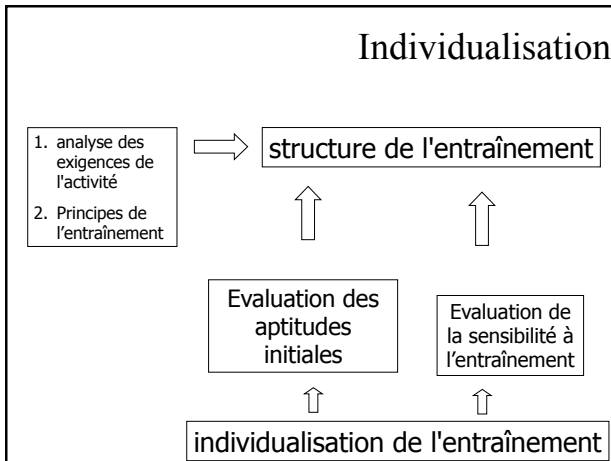 Individualisation
1. analyse des
exigences de
l'activité
2. Principes de
l'entraînement
structure de l'entraînement
Evaluation des
aptitudes
initiales
Evaluation de
la sensibilité à
l'entraînement
individualisation de l'entraînement